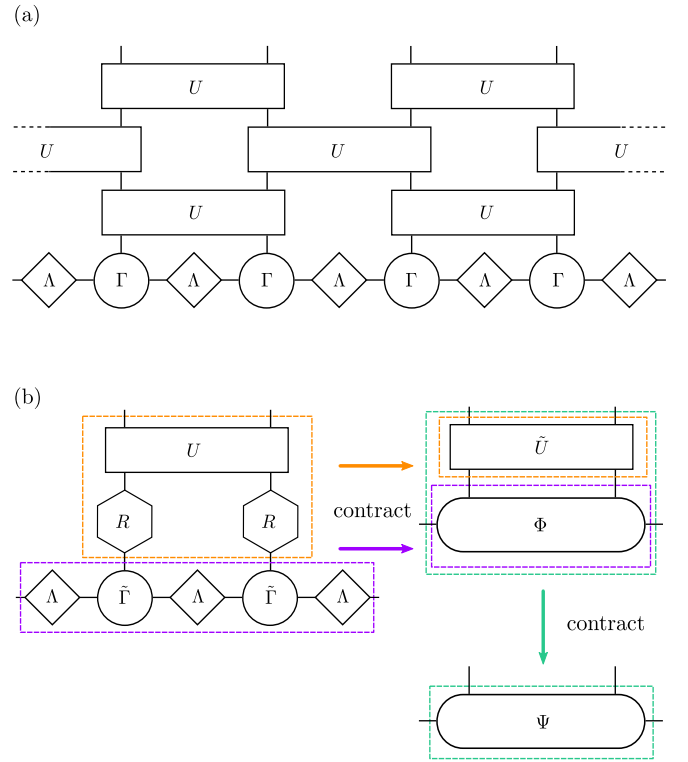 (a)
U U
U U U
U U
Λ Γ Λ Γ Λ Γ Λ Γ Λ
(b)
U Ũ
R R contract Φ
Λ Γ̃ Λ Γ̃ Λ
contract
Ψ